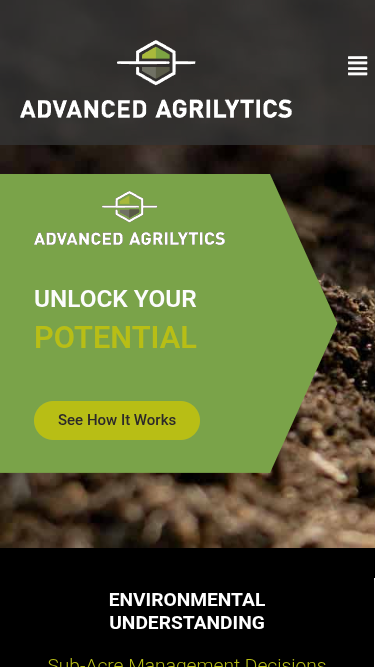 ADVANCED AGRILYTICS
ADVANCED AGRILYTICS
UNLOCK YOUR
POTENTIAL
See How It Works
ENVIRONMENTAL
UNDERSTANDING
Sub-Acre Management Decisions